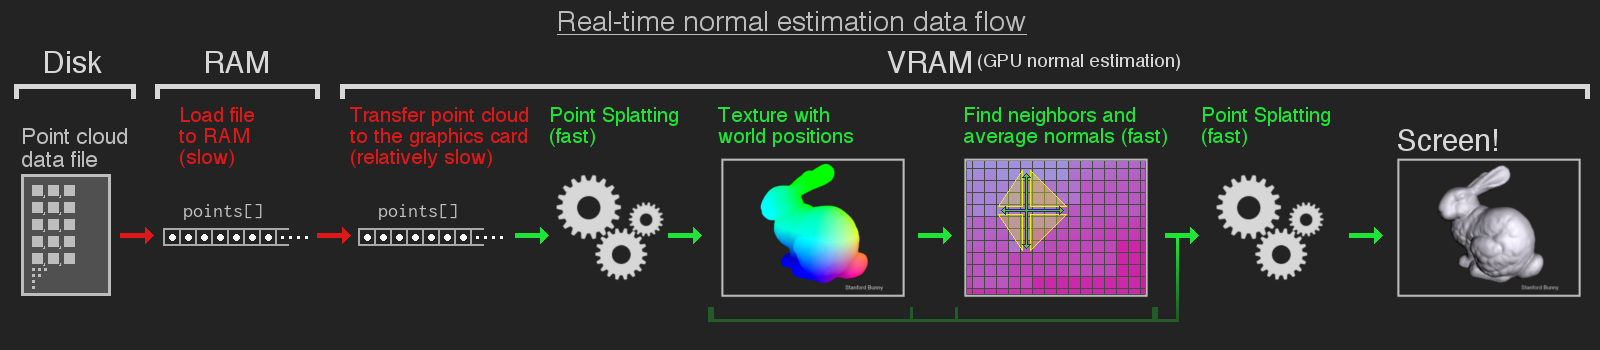 Real-time normal estimation data flow
Disk
RAM
VRAM (GPU normal estimation)
Point cloud
data file
Load file
to RAM
(slow)
points[]
Transfer point cloud
to the graphics card
(relatively slow)
points[]
Point Splatting
(fast)
Texture with
world positions
Stanford Bunny
Find neighbors and
average normals (fast)
Point Splatting
(fast)
Screen!
Stanford Bunny